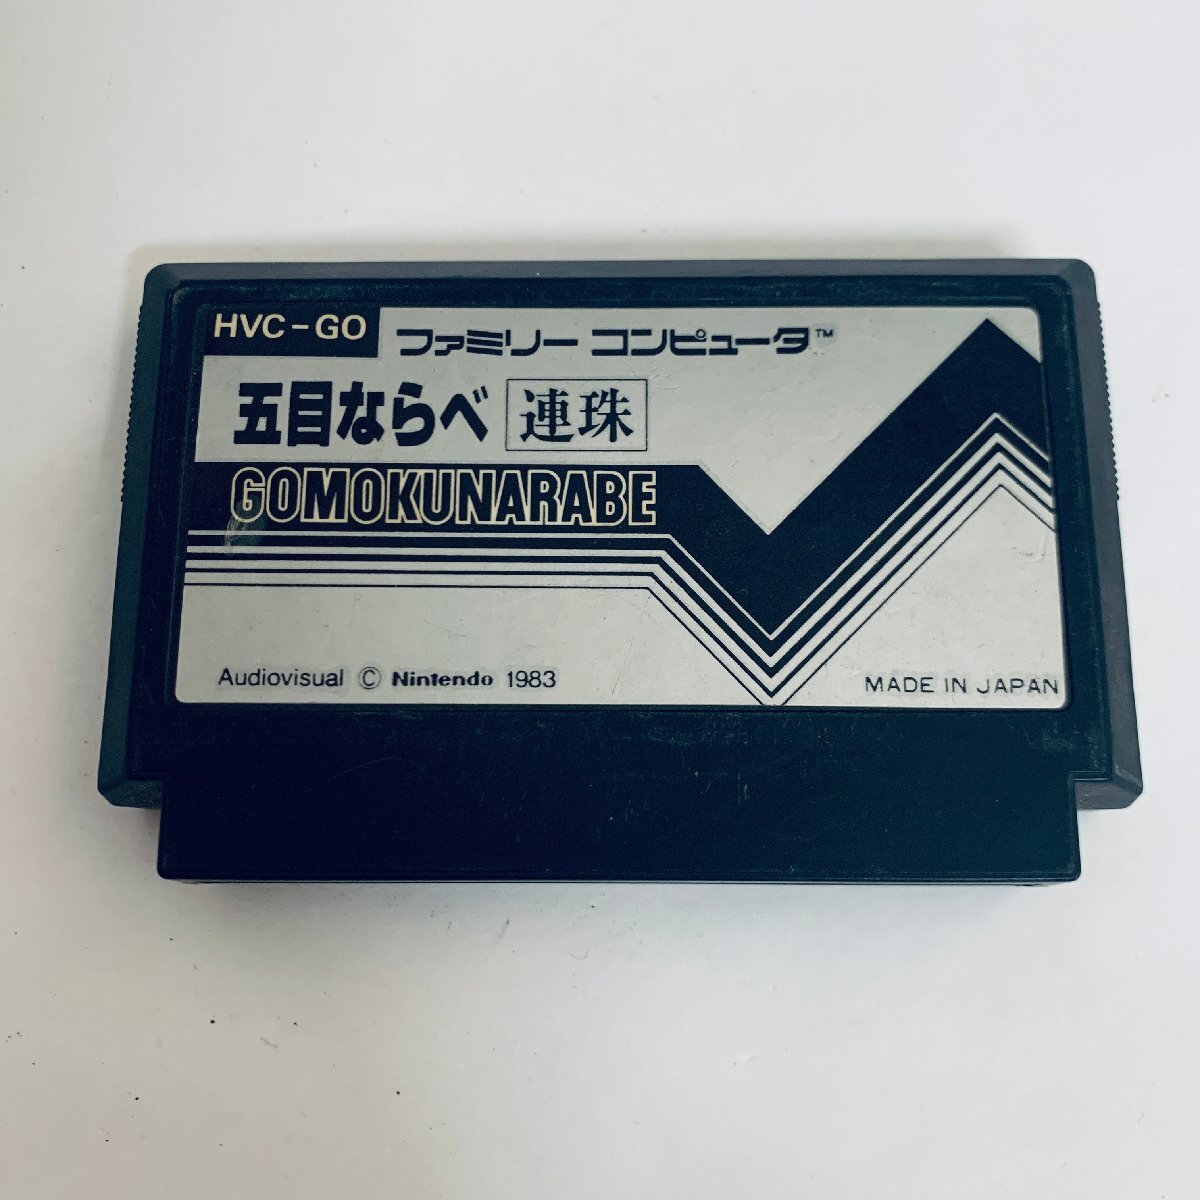 HVC-GO
ファミリー コンピュータ™
五目ならべ 連珠
GOMOKUNARABE
Audiovisual © Nintendo 1983
MADE IN JAPAN